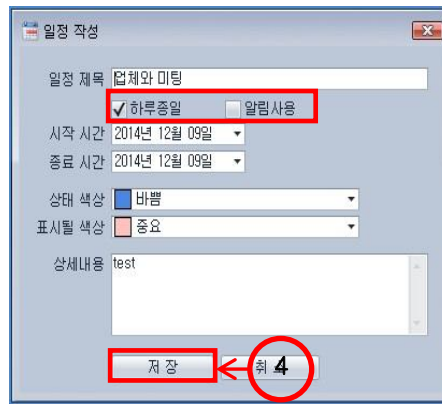 일정 작성
일정 제목 업체와 미팅
하루종일 알림사용
시작 시간 2014년 12월 09일
종료 시간 2014년 12월 09일
상태 색상 바쁨
표시될 색상 중요
상세내용 test
저 장 취 4